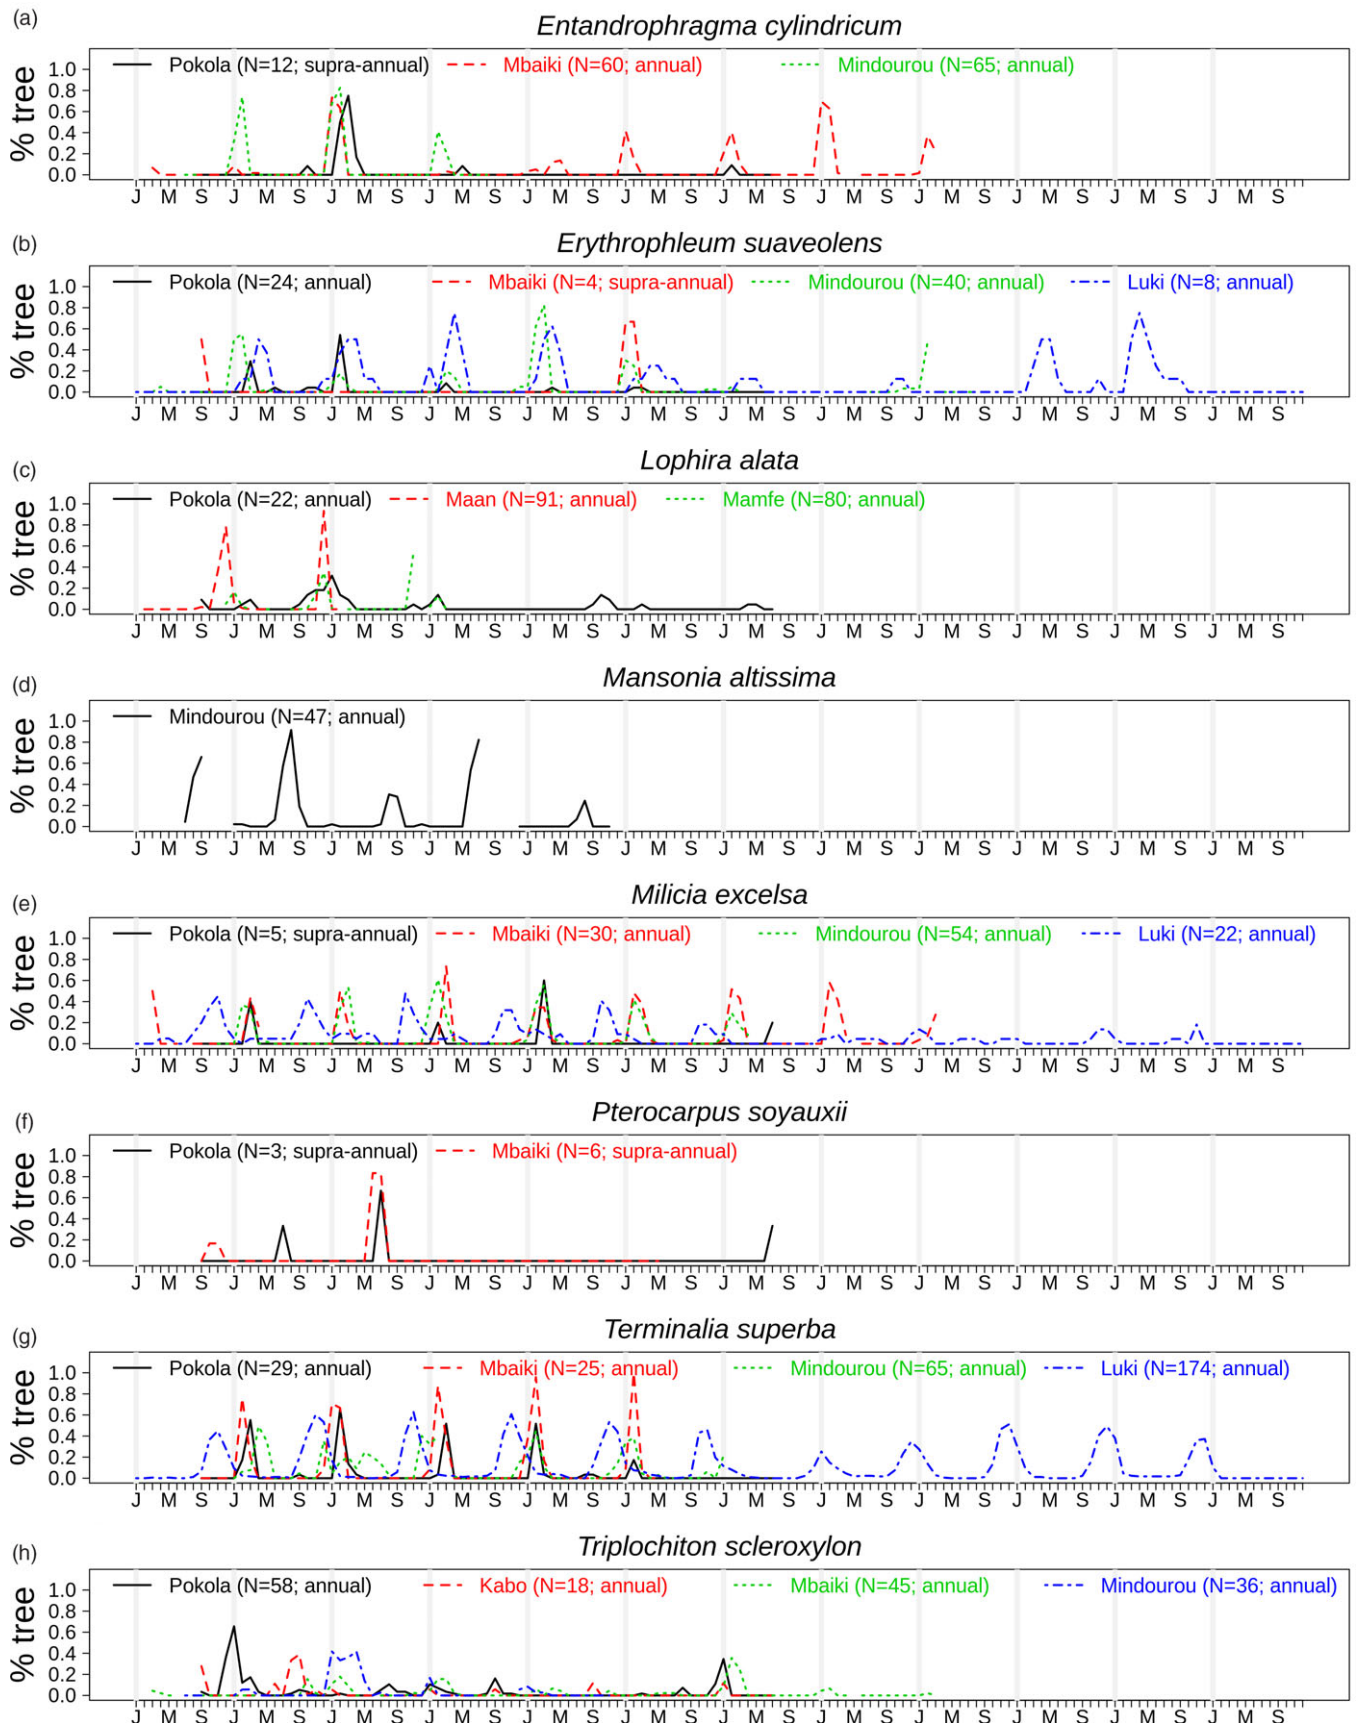 (a)
Entandrophragma cylindricum
Pokola (N=12; supra-annual) Mbaiki (N=60; annual) Mindourou (N=65; annual)
% tree
1.0
0.8
0.6
0.4
0.2
0.0
J M S J M S J M S J M S J M S J M S J M S J M S J M S J M S J M S J M S
(b)
Erythrophleum suaveolens
Pokola (N=24; annual) Mbaiki (N=4; supra-annual) Mindourou (N=40; annual) Luki (N=8; annual)
% tree
1.0
0.8
0.6
0.4
0.2
0.0
J M S J M S J M S J M S J M S J M S J M S J M S J M S J M S J M S J M S
(c)
Lophira alata
Pokola (N=22; annual) Maan (N=91; annual) Mamfe (N=80; annual)
% tree
1.0
0.8
0.6
0.4
0.2
0.0
J M S J M S J M S J M S J M S J M S J M S J M S J M S J M S J M S J M S
(d)
Mansonia altissima
Mindourou (N=47; annual)
% tree
1.0
0.8
0.6
0.4
0.2
0.0
J M S J M S J M S J M S J M S J M S J M S J M S J M S J M S J M S J M S
(e)
Milicia excelsa
Pokola (N=5; supra-annual) Mbaiki (N=30; annual) Mindourou (N=54; annual) Luki (N=22; annual)
% tree
1.0
0.8
0.6
0.4
0.2
0.0
J M S J M S J M S J M S J M S J M S J M S J M S J M S J M S J M S J M S
(f)
Pterocarpus soyauxii
Pokola (N=3; supra-annual) Mbaiki (N=6; supra-annual)
% tree
1.0
0.8
0.6
0.4
0.2
0.0
J M S J M S J M S J M S J M S J M S J M S J M S J M S J M S J M S J M S
(g)
Terminalia superba
Pokola (N=29; annual) Mbaiki (N=25; annual) Mindourou (N=65; annual) Luki (N=174; annual)
% tree
1.0
0.8
0.6
0.4
0.2
0.0
J M S J M S J M S J M S J M S J M S J M S J M S J M S J M S J M S J M S
(h)
Triplochiton scleroxylon
Pokola (N=58; annual) Kabo (N=18; annual) Mbaiki (N=45; annual) Mindourou (N=36; annual)
% tree
1.0
0.8
0.6
0.4
0.2
0.0
J M S J M S J M S J M S J M S J M S J M S J M S J M S J M S J M S J M S